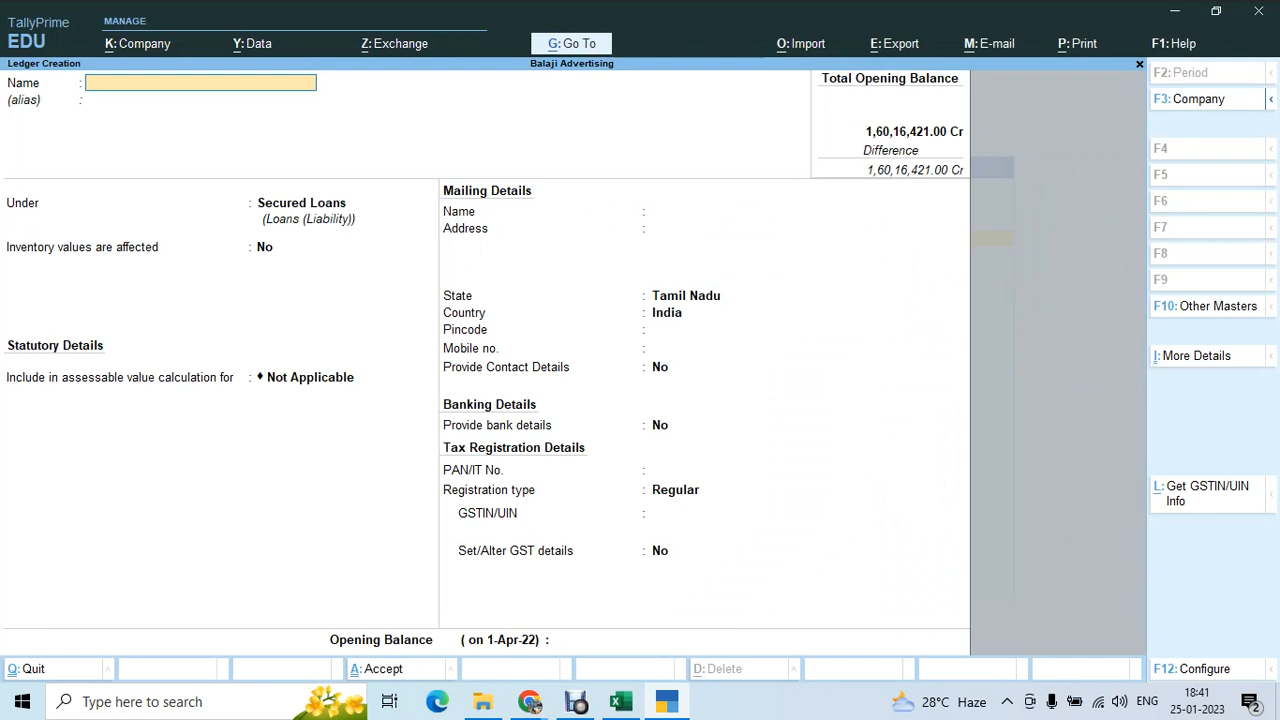 TallyPrime
EDU
MANAGE
K: Company
Y: Data
Z: Exchange
G: Go To
O: Import
E: Export
M: E-mail
P: Print
F1: Help
Ledger Creation
Balaji Advertising
×
Name :
(alias) :
Total Opening Balance
1,60,16,421.00 Cr
Difference
1,60,16,421.00 Cr
Under : Secured Loans
(Loans (Liability))
Inventory values are affected : No
Statutory Details
Include in assessable value calculation for : ♦ Not Applicable
Mailing Details
Name :
Address :
State : Tamil Nadu
Country : India
Pincode :
Mobile no. :
Provide Contact Details : No
Banking Details
Provide bank details : No
Tax Registration Details
PAN/IT No. :
Registration type : Regular
GSTIN/UIN :
Set/Alter GST details : No
Opening Balance ( on 1-Apr-22) :
F2: Period
F3: Company
F4
F5
F6
F7
F8
F9
F10: Other Masters
I: More Details
L: Get GSTIN/UIN
Info
Q: Quit
A: Accept
D: Delete
F12: Configure
Type here to search
28°C Haze
ENG
18:41
25-01-2023
2